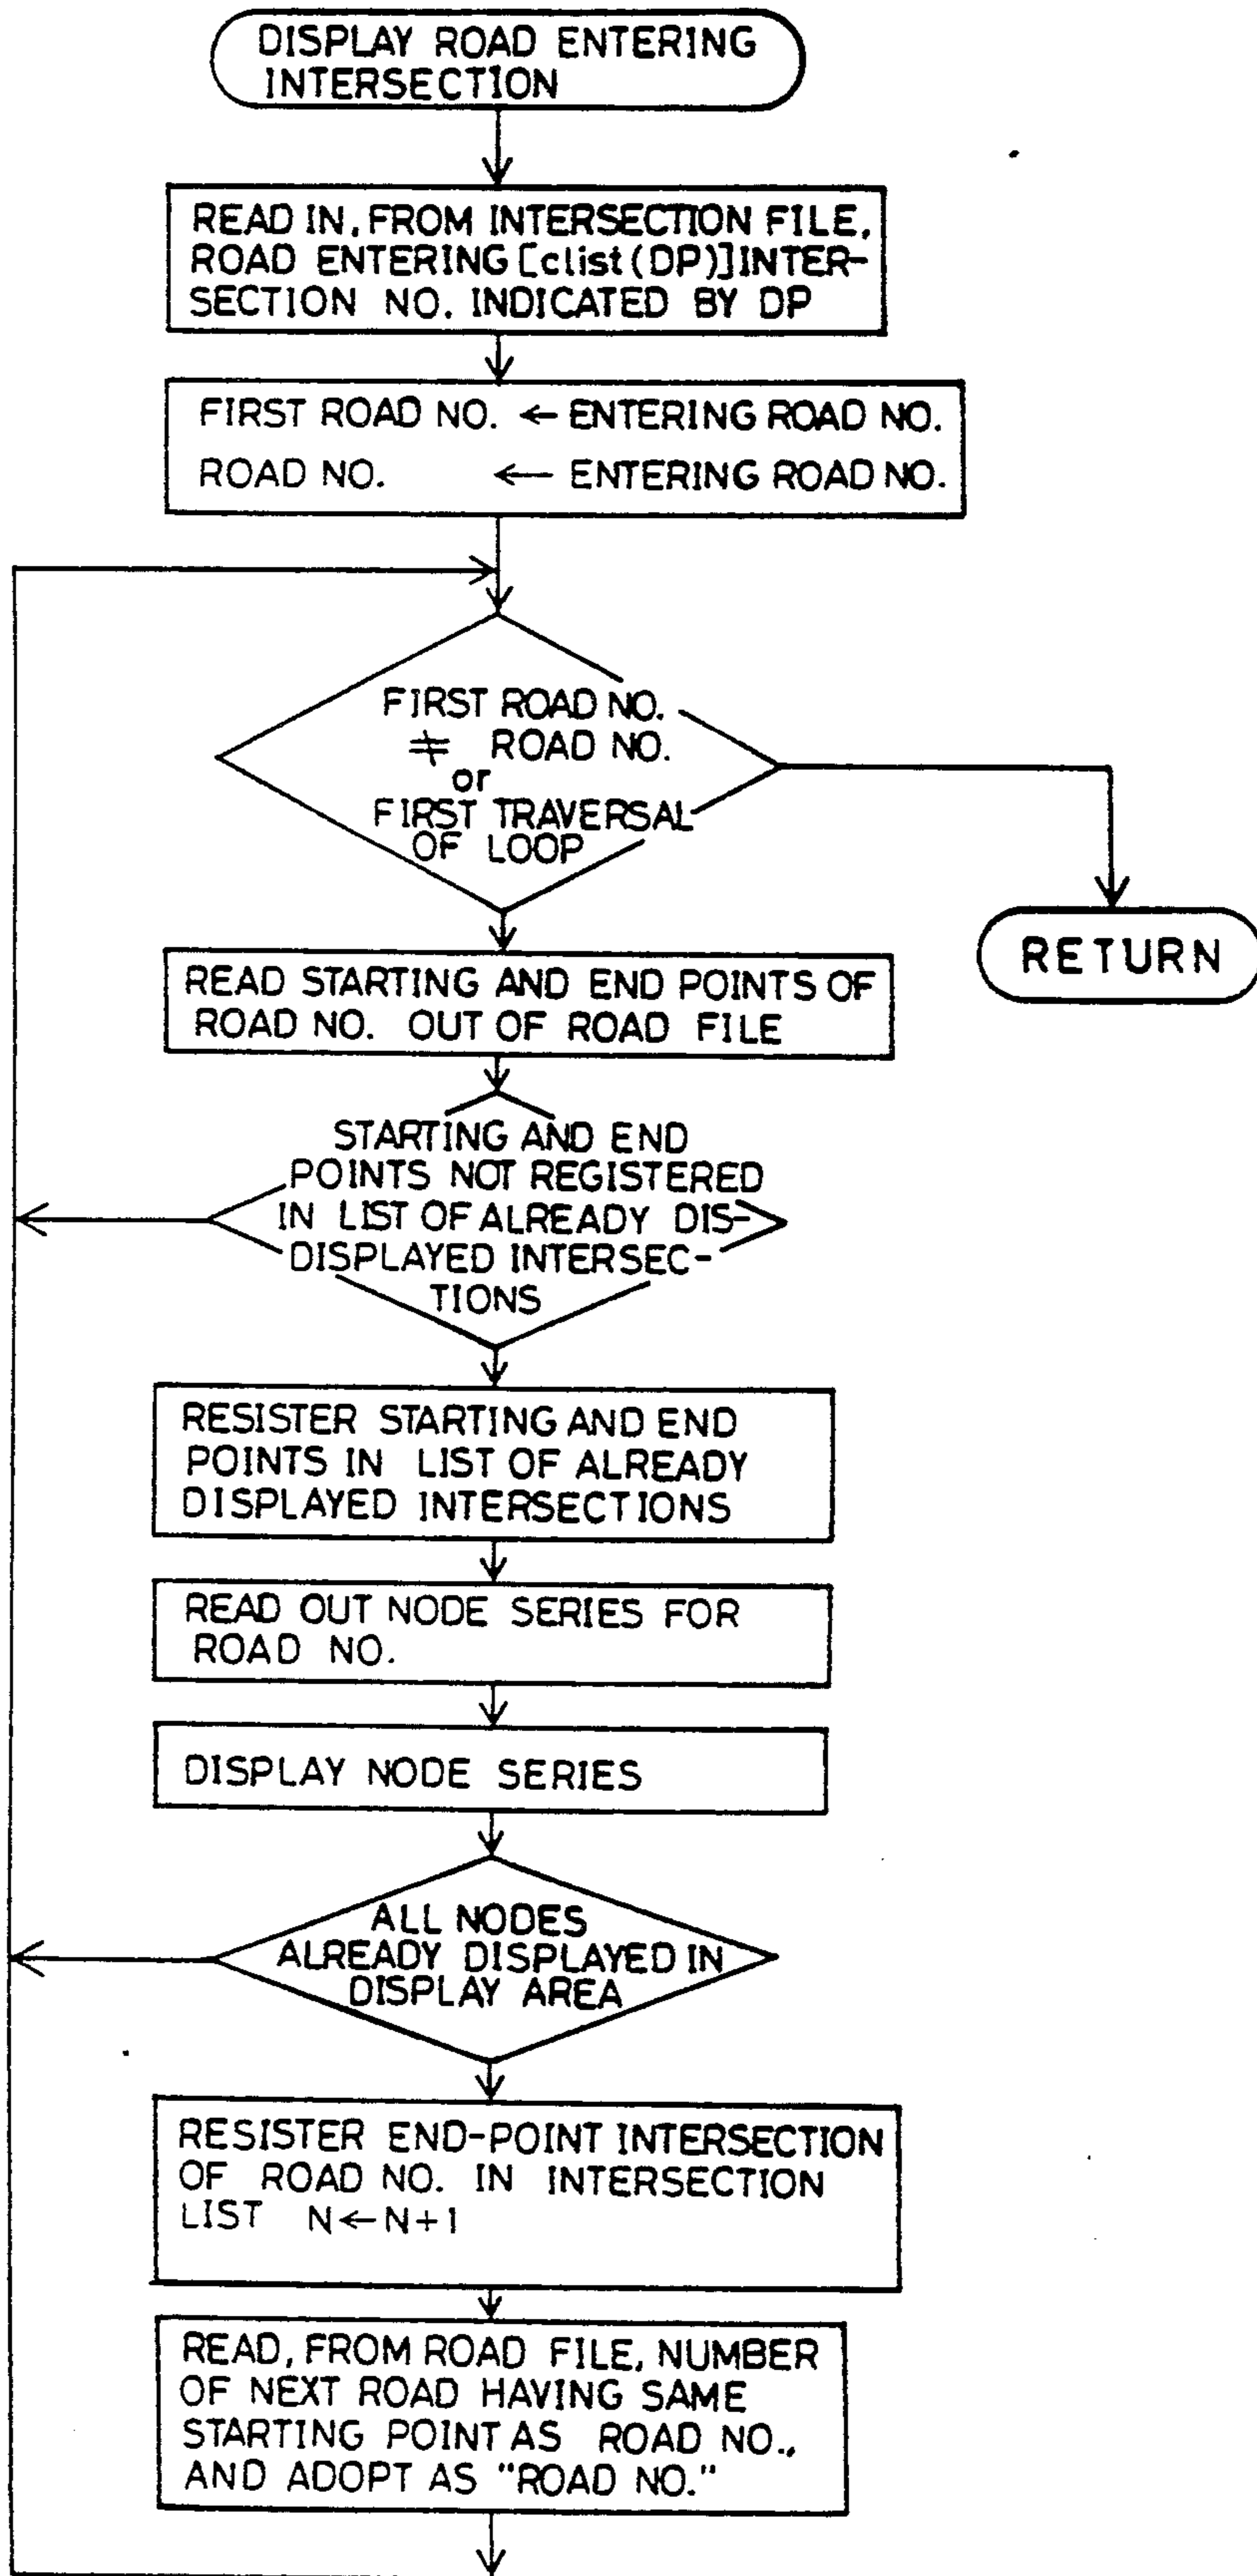 DISPLAY ROAD ENTERING
INTERSECTION
READ IN, FROM INTERSECTION FILE,
ROAD ENTERING [clist(DP)] INTER-
SECTION NO. INDICATED BY DP
FIRST ROAD NO. ← ENTERING ROAD NO.
ROAD NO. ← ENTERING ROAD NO.
FIRST ROAD NO.
≠ ROAD NO.
or
FIRST TRAVERSAL
OF LOOP
RETURN
READ STARTING AND END POINTS OF
ROAD NO. OUT OF ROAD FILE
STARTING AND END
POINTS NOT REGISTERED
IN LIST OF ALREADY DIS-
DISPLAYED INTERSEC-
TIONS
RESISTER STARTING AND END
POINTS IN LIST OF ALREADY
DISPLAYED INTERSECTIONS
READ OUT NODE SERIES FOR
ROAD NO.
DISPLAY NODE SERIES
ALL NODES
ALREADY DISPLAYED IN
DISPLAY AREA
RESISTER END-POINT INTERSECTION
OF ROAD NO. IN INTERSECTION
LIST N←N+1
READ, FROM ROAD FILE, NUMBER
OF NEXT ROAD HAVING SAME
STARTING POINT AS ROAD NO.,
AND ADOPT AS "ROAD NO."